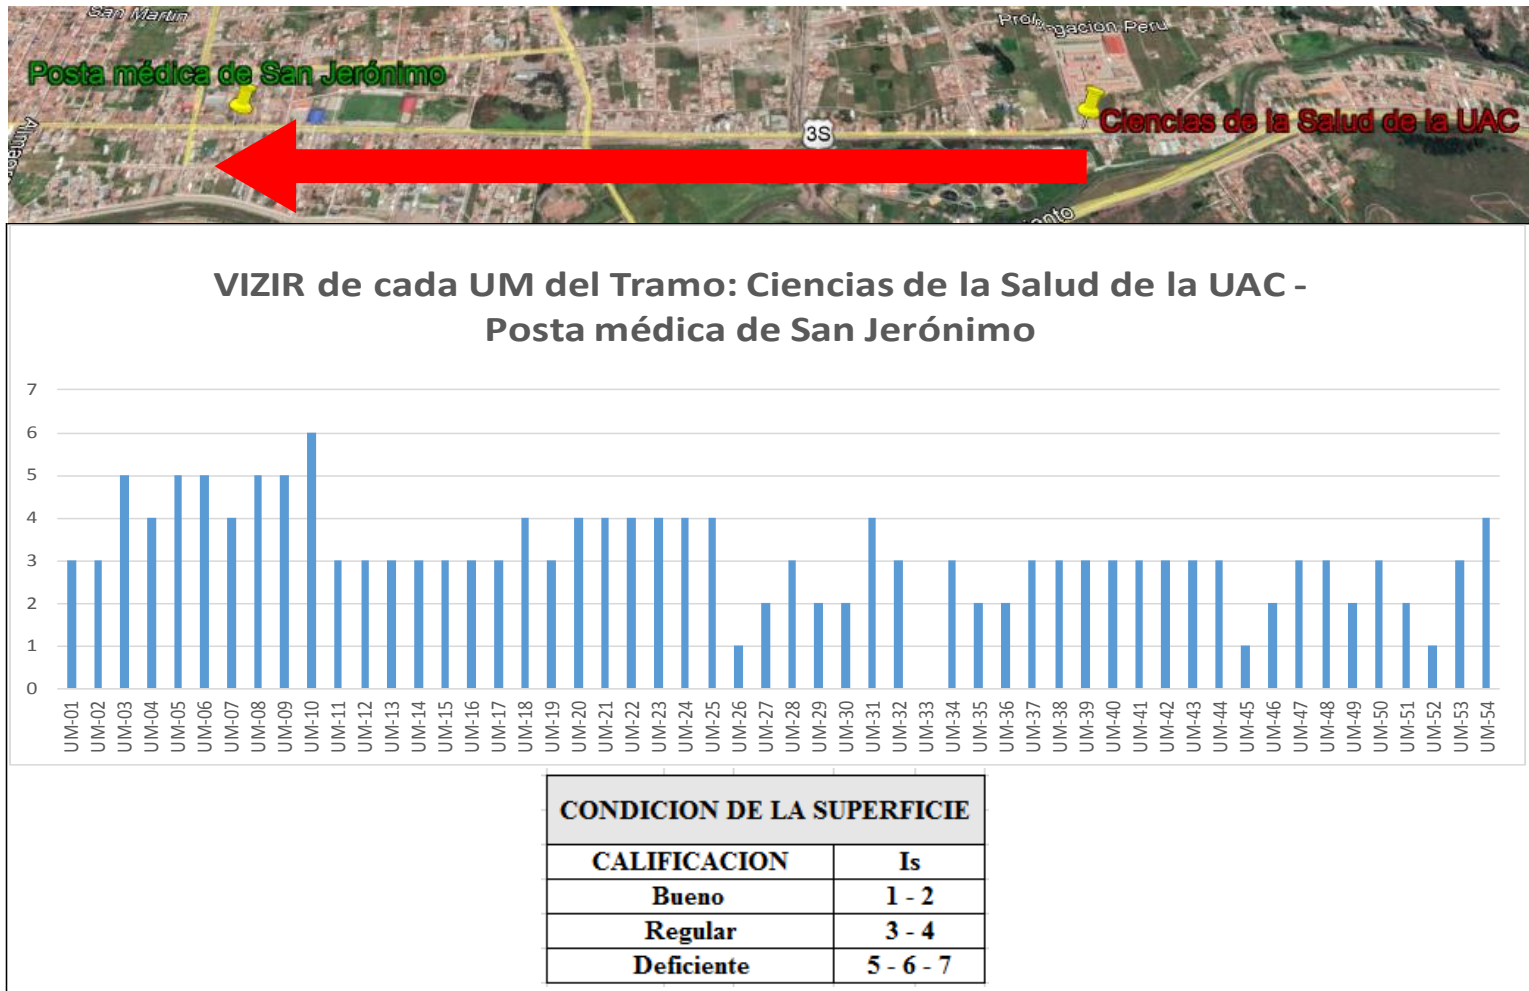 San Martin
Prolongacion Peru
Posta médica de San Jerónimo
Ciencias de la Salud de la UAC
3S
VIZIR de cada UM del Tramo: Ciencias de la Salud de la UAC -
Posta médica de San Jerónimo
7
6
5
4
3
2
1
0
UM-01
UM-02
UM-03
UM-04
UM-05
UM-06
UM-07
UM-08
UM-09
UM-10
UM-11
UM-12
UM-13
UM-14
UM-15
UM-16
UM-17
UM-18
UM-19
UM-20
UM-21
UM-22
UM-23
UM-24
UM-25
UM-26
UM-27
UM-28
UM-29
UM-30
UM-31
UM-32
UM-33
UM-34
UM-35
UM-36
UM-37
UM-38
UM-39
UM-40
UM-41
UM-42
UM-43
UM-44
UM-45
UM-46
UM-47
UM-48
UM-49
UM-50
UM-51
UM-52
UM-53
UM-54
CONDICION DE LA SUPERFICIE
CALIFICACION Is
Bueno 1 - 2
Regular 3 - 4
Deficiente 5 - 6 - 7